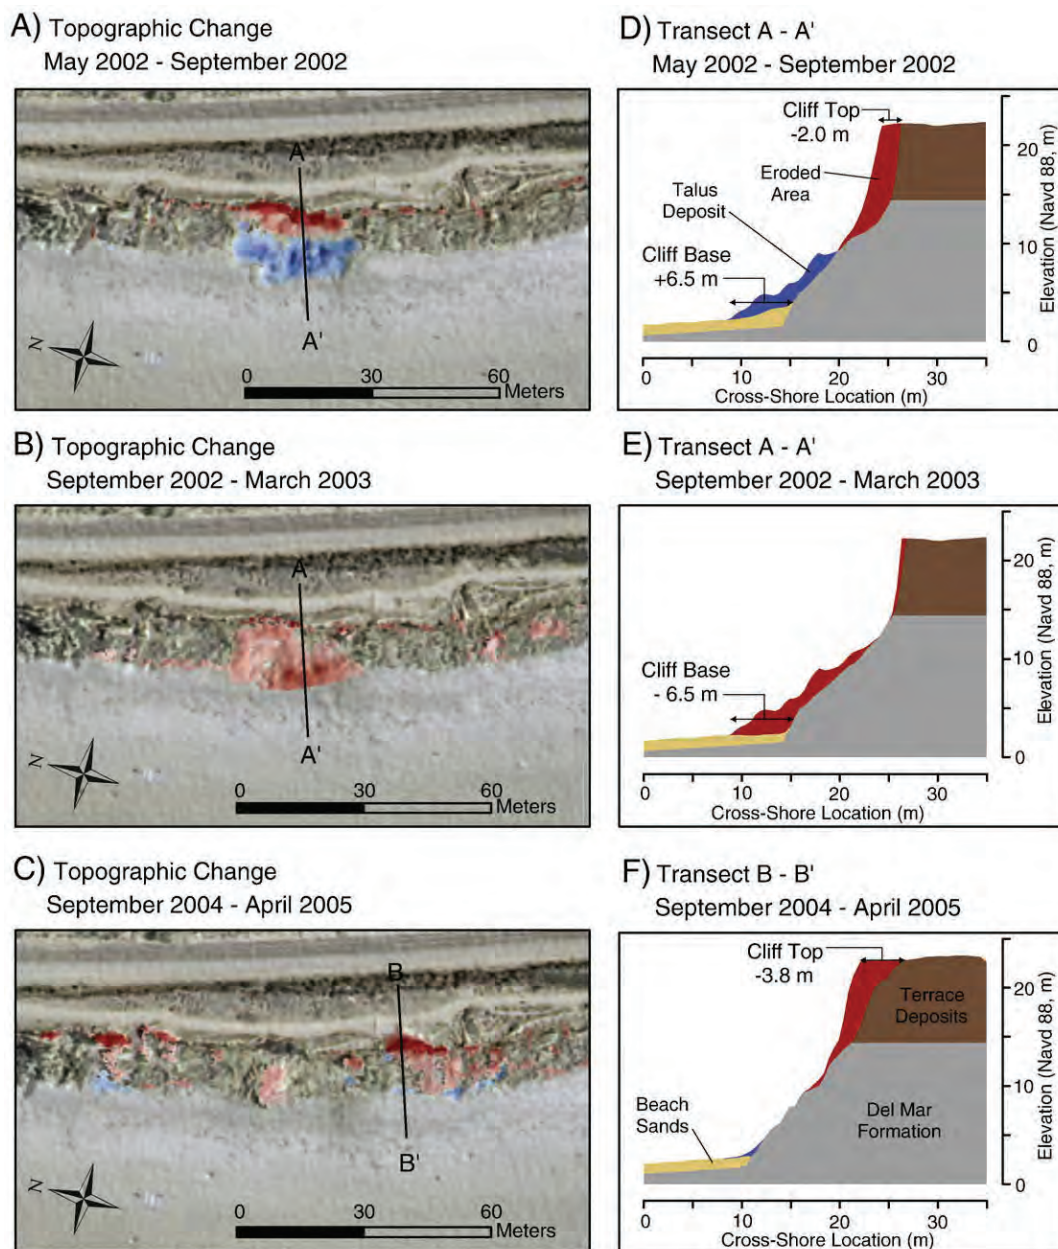 A) Topographic Change
May 2002 - September 2002
A
A'
N
0 30 60
Meters
D) Transect A - A'
May 2002 - September 2002
Cliff Top
-2.0 m
Eroded
Area
Talus
Deposit
Cliff Base
+6.5 m
20
10
0
Elevation (Navd 88, m)
0 10 20 30
Cross-Shore Location (m)
B) Topographic Change
September 2002 - March 2003
A
A'
N
0 30 60
Meters
E) Transect A - A'
September 2002 - March 2003
Cliff Base
- 6.5 m
20
10
0
Elevation (Navd 88, m)
0 10 20 30
Cross-Shore Location (m)
C) Topographic Change
September 2004 - April 2005
B
B'
N
0 30 60
Meters
F) Transect B - B'
September 2004 - April 2005
Cliff Top
-3.8 m
Terrace
Deposits
Beach
Sands
Del Mar
Formation
20
10
0
Elevation (Navd 88, m)
0 10 20 30
Cross-Shore Location (m)